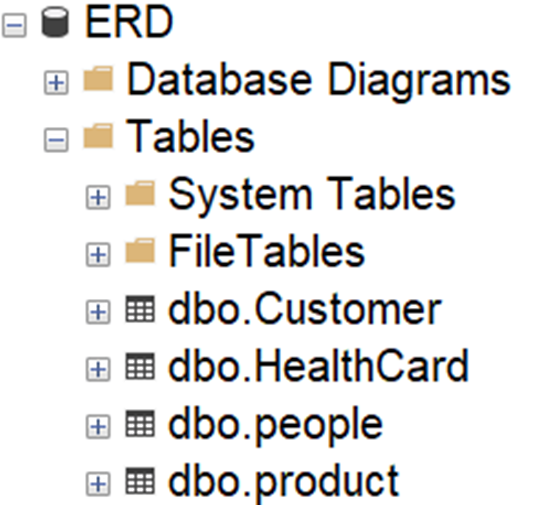 ERD
Database Diagrams
Tables
System Tables
FileTables
dbo.Customer
dbo.HealthCard
dbo.people
dbo.product